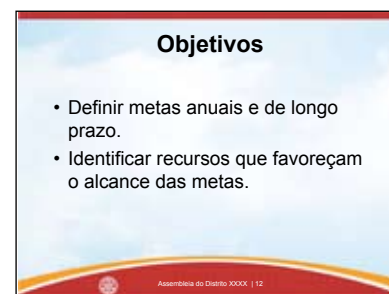 Objetivos
• Definir metas anuais e de longo
prazo.
• Identificar recursos que favoreçam
o alcance das metas.
Assembleia do Distrito XXXX | 12